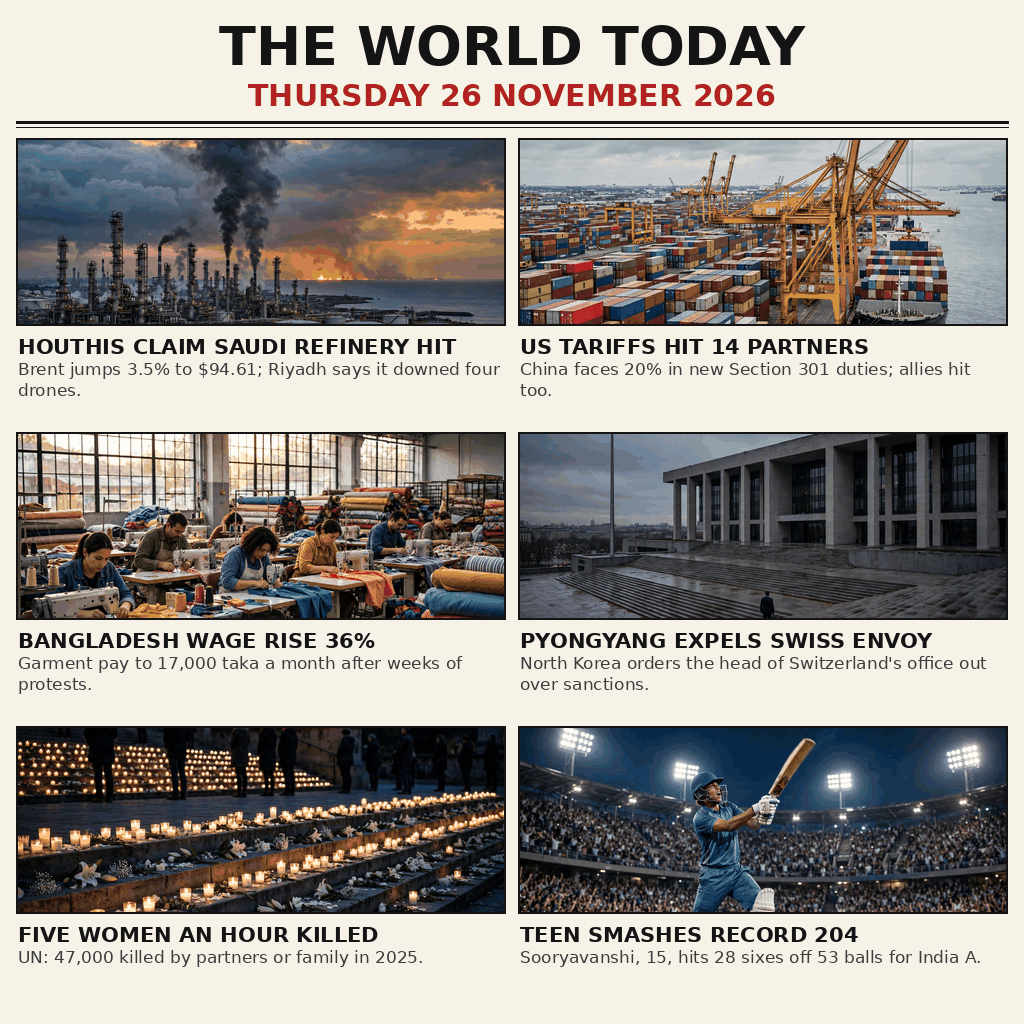 THE WORLD TODAY
THURSDAY 26 NOVEMBER 2026
HOUTHIS CLAIM SAUDI REFINERY HIT
Brent jumps 3.5% to $94.61; Riyadh says it downed four
drones.
US TARIFFS HIT 14 PARTNERS
China faces 20% in new Section 301 duties; allies hit
too.
BANGLADESH WAGE RISE 36%
Garment pay to 17,000 taka a month after weeks of
protests.
PYONGYANG EXPELS SWISS ENVOY
North Korea orders the head of Switzerland's office out
over sanctions.
FIVE WOMEN AN HOUR KILLED
UN: 47,000 killed by partners or family in 2025.
TEEN SMASHES RECORD 204
Sooryavanshi, 15, hits 28 sixes off 53 balls for India A.